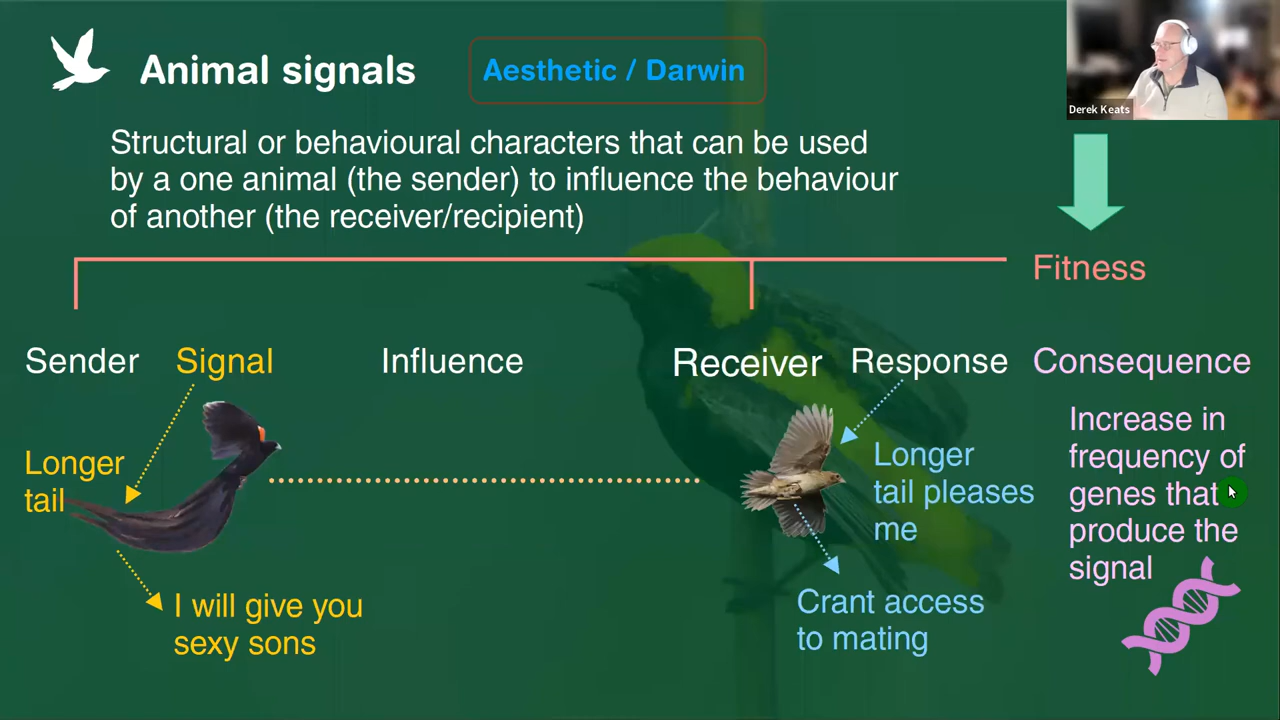 Animal signals
Aesthetic / Darwin
Derek Keats
Structural or behavioural characters that can be used
by a one animal (the sender) to influence the behaviour
of another (the receiver/recipient)
Fitness
Sender
Signal
Influence
Receiver
Response
Consequence
Longer
tail
I will give you
sexy sons
Longer
tail pleases
me
Crant access
to mating
Increase in
frequency of
genes that
produce the
signal